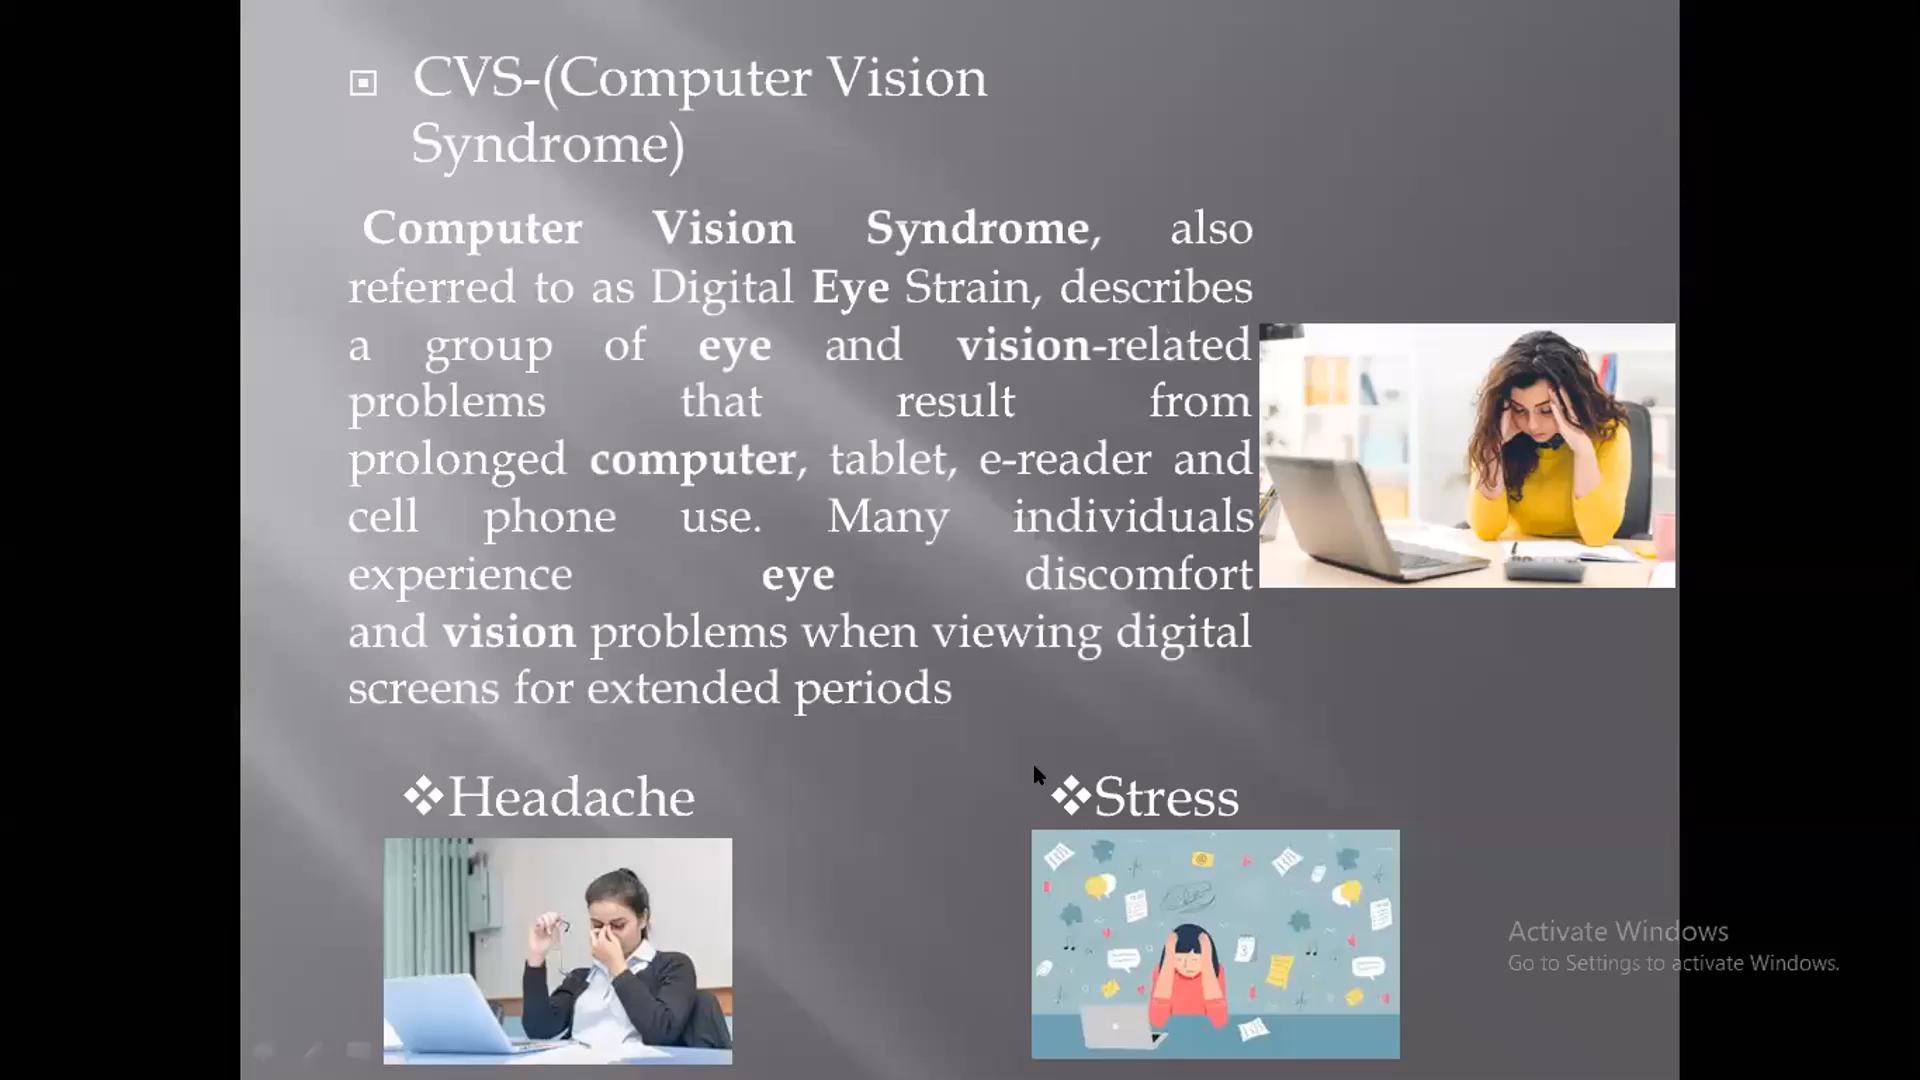 CVS-(Computer Vision
Syndrome)
Computer Vision Syndrome, also
referred to as Digital Eye Strain, describes
a group of eye and vision-related
problems that result from
prolonged computer, tablet, e-reader and
cell phone use. Many individuals
experience eye discomfort
and vision problems when viewing digital
screens for extended periods
❖Headache
❖Stress
Activate Windows
Go to Settings to activate Windows.